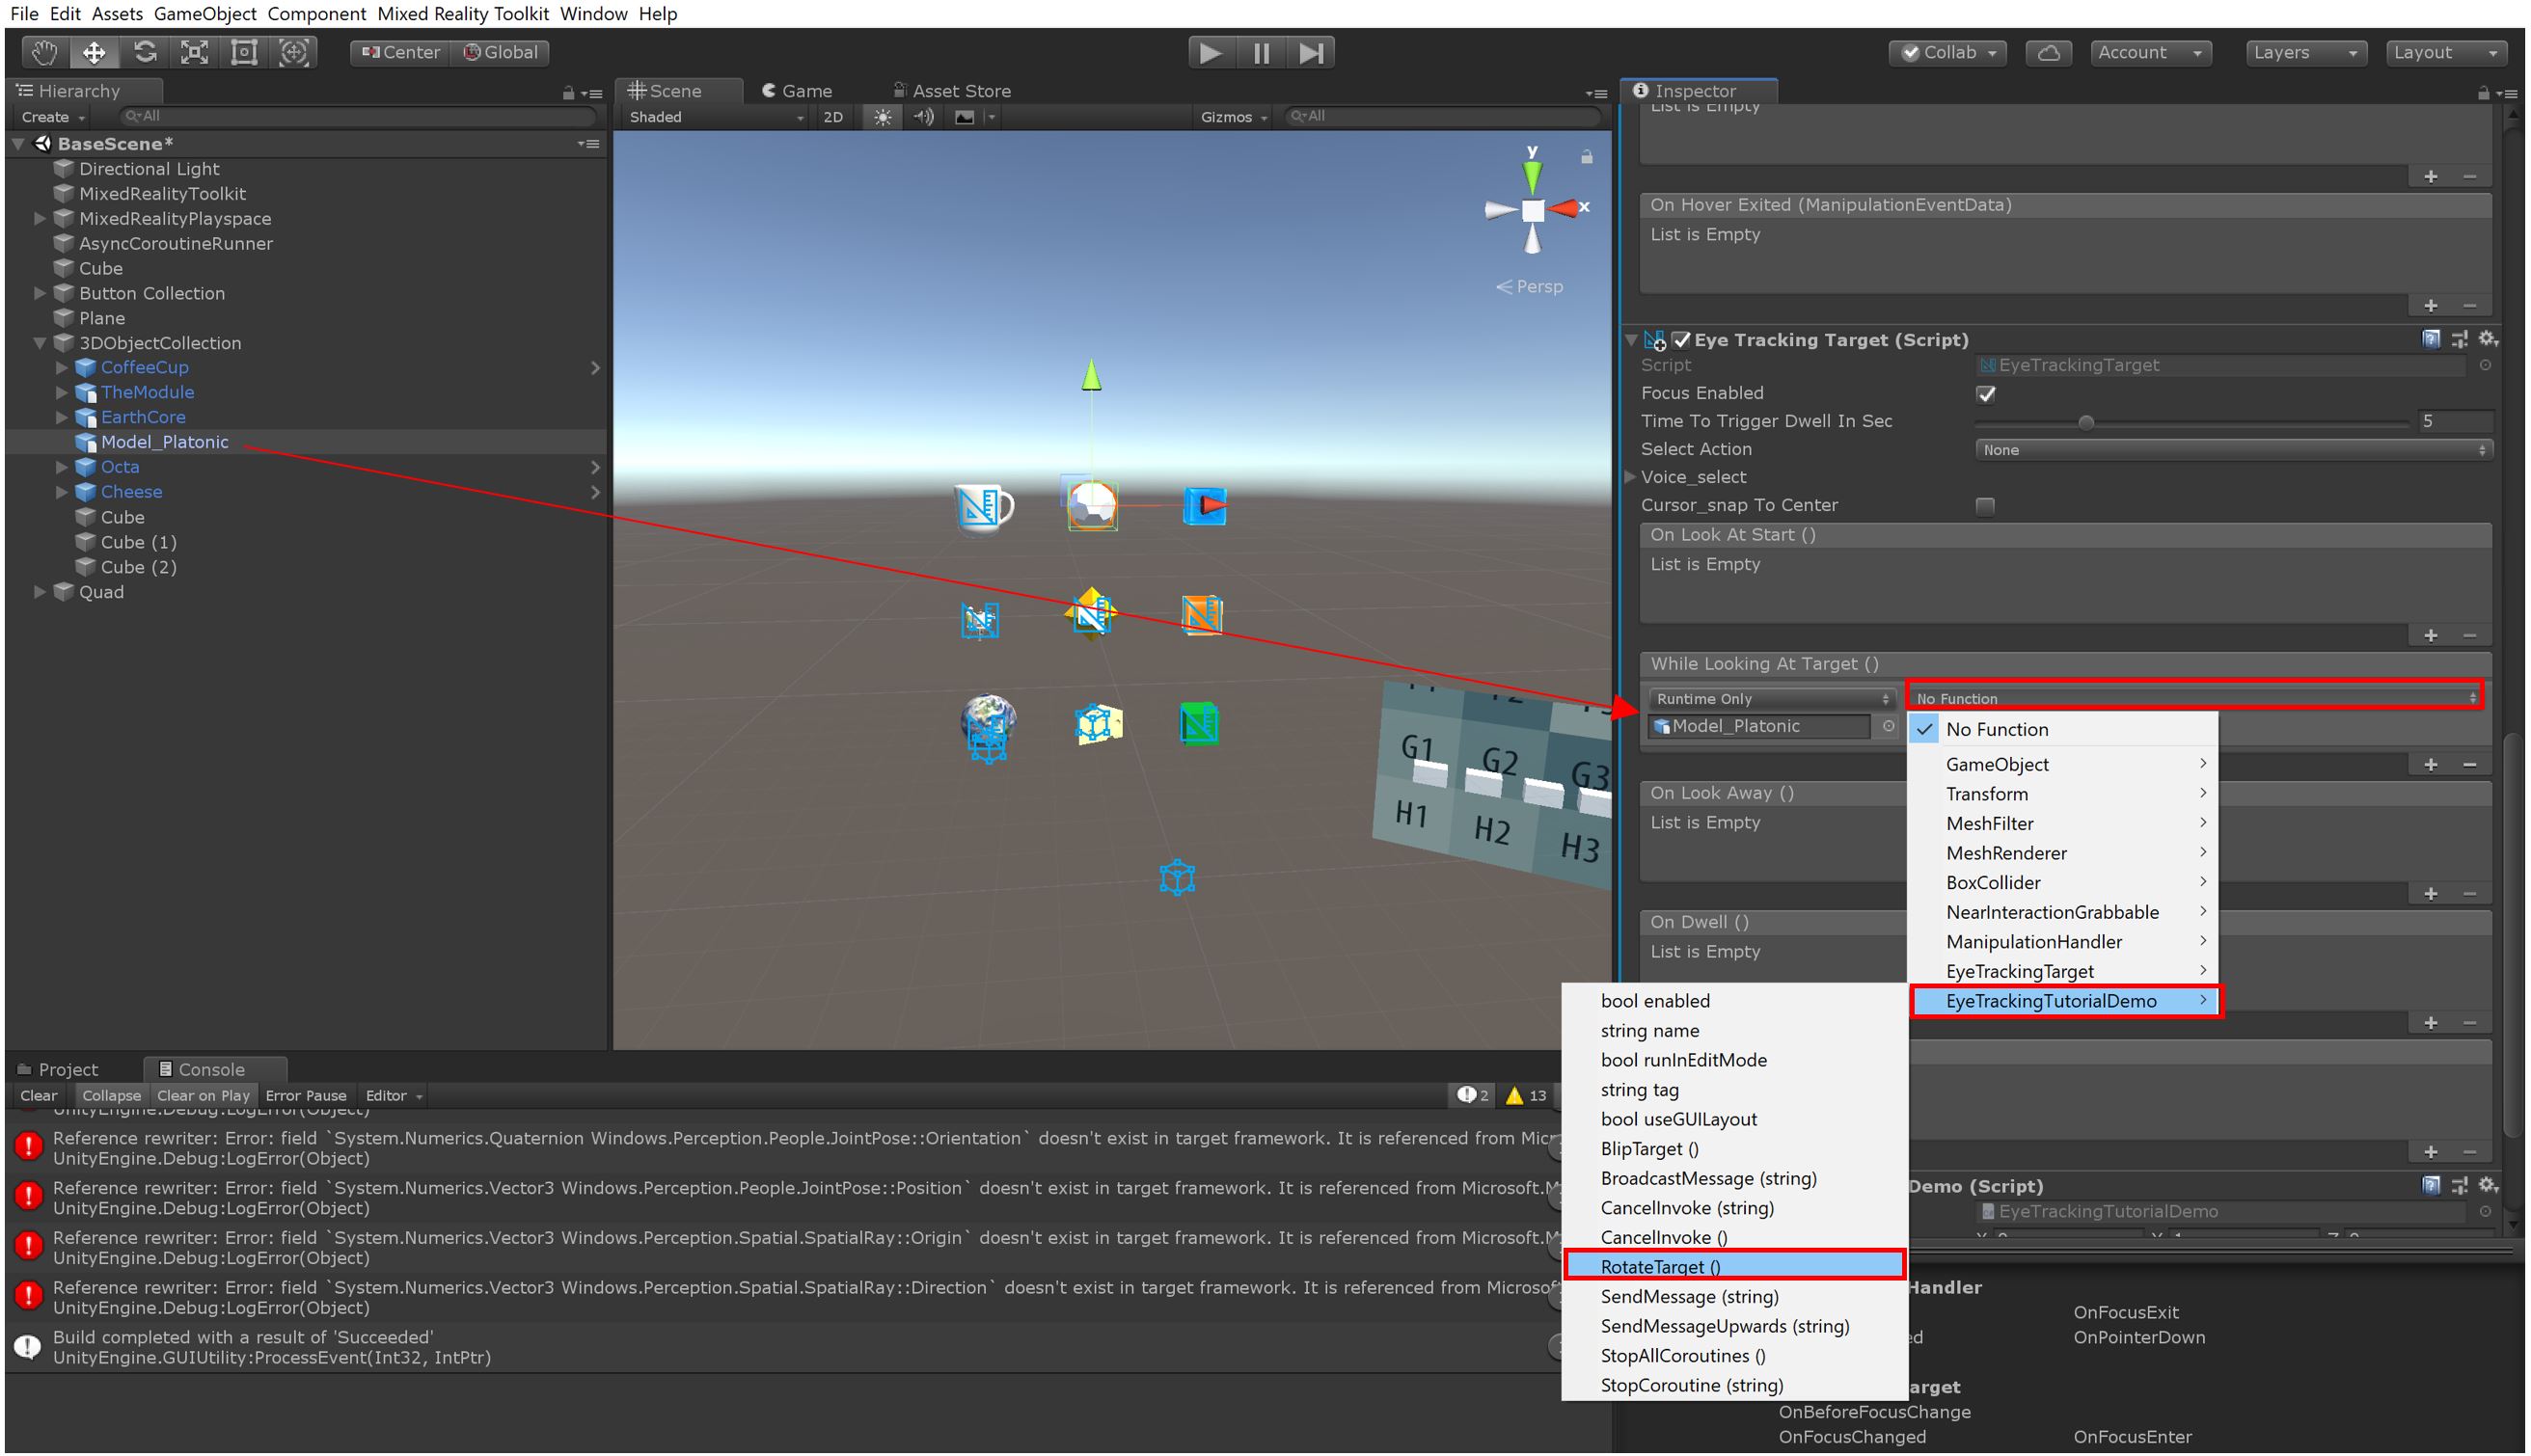 File Edit Assets GameObject Component Mixed Reality Toolkit Window Help
Center Global
Collab Account Layers Layout
Hierarchy
Create All
BaseScene*
Directional Light
MixedRealityToolkit
MixedRealityPlayspace
AsyncCoroutineRunner
Cube
Button Collection
Plane
3DObjectCollection
CoffeeCup
TheModule
EarthCore
Model_Platonic
Octa
Cheese
Cube
Cube (1)
Cube (2)
Quad
Scene Game Asset Store
Shaded 2D Gizmos All
y
x
Persp
G1 G2 G3
H1 H2 H3
Inspector
List is Empty
On Hover Exited (ManipulationEventData)
List is Empty
Eye Tracking Target (Script)
Script EyeTrackingTarget
Focus Enabled
Time To Trigger Dwell In Sec 5
Select Action None
Voice_select
Cursor_snap To Center
On Look At Start ()
List is Empty
While Looking At Target ()
Runtime Only No Function
Model_Platonic
On Look Away ()
List is Empty
On Dwell ()
List is Empty
No Function
GameObject
Transform
MeshFilter
MeshRenderer
BoxCollider
NearInteractionGrabbable
ManipulationHandler
EyeTrackingTarget
EyeTrackingTutorialDemo
bool enabled
string name
bool runInEditMode
string tag
bool useGUILayout
BlipTarget ()
BroadcastMessage (string)
CancelInvoke (string)
CancelInvoke ()
RotateTarget ()
SendMessage (string)
SendMessageUpwards (string)
StopAllCoroutines ()
StopCoroutine (string)
Demo (Script)
EyeTrackingTutorialDemo
Handler
OnFocusExit
ed OnPointerDown
arget
OnBeforeFocusChange
OnFocusChanged OnFocusEnter
Project Console
Clear Collapse Clear on Play Error Pause Editor 2 13
UnityEngine.Debug:LogError(Object)
Reference rewriter: Error: field `System.Numerics.Quaternion Windows.Perception.People.JointPose::Orientation` doesn't exist in target framework. It is referenced from Micr
UnityEngine.Debug:LogError(Object)
Reference rewriter: Error: field `System.Numerics.Vector3 Windows.Perception.People.JointPose::Position` doesn't exist in target framework. It is referenced from Microsoft.M
UnityEngine.Debug:LogError(Object)
Reference rewriter: Error: field `System.Numerics.Vector3 Windows.Perception.Spatial.SpatialRay::Origin` doesn't exist in target framework. It is referenced from Microsoft.M
UnityEngine.Debug:LogError(Object)
Reference rewriter: Error: field `System.Numerics.Vector3 Windows.Perception.Spatial.SpatialRay::Direction` doesn't exist in target framework. It is referenced from Microsof
UnityEngine.Debug:LogError(Object)
Build completed with a result of 'Succeeded'
UnityEngine.GUIUtility:ProcessEvent(Int32, IntPtr)